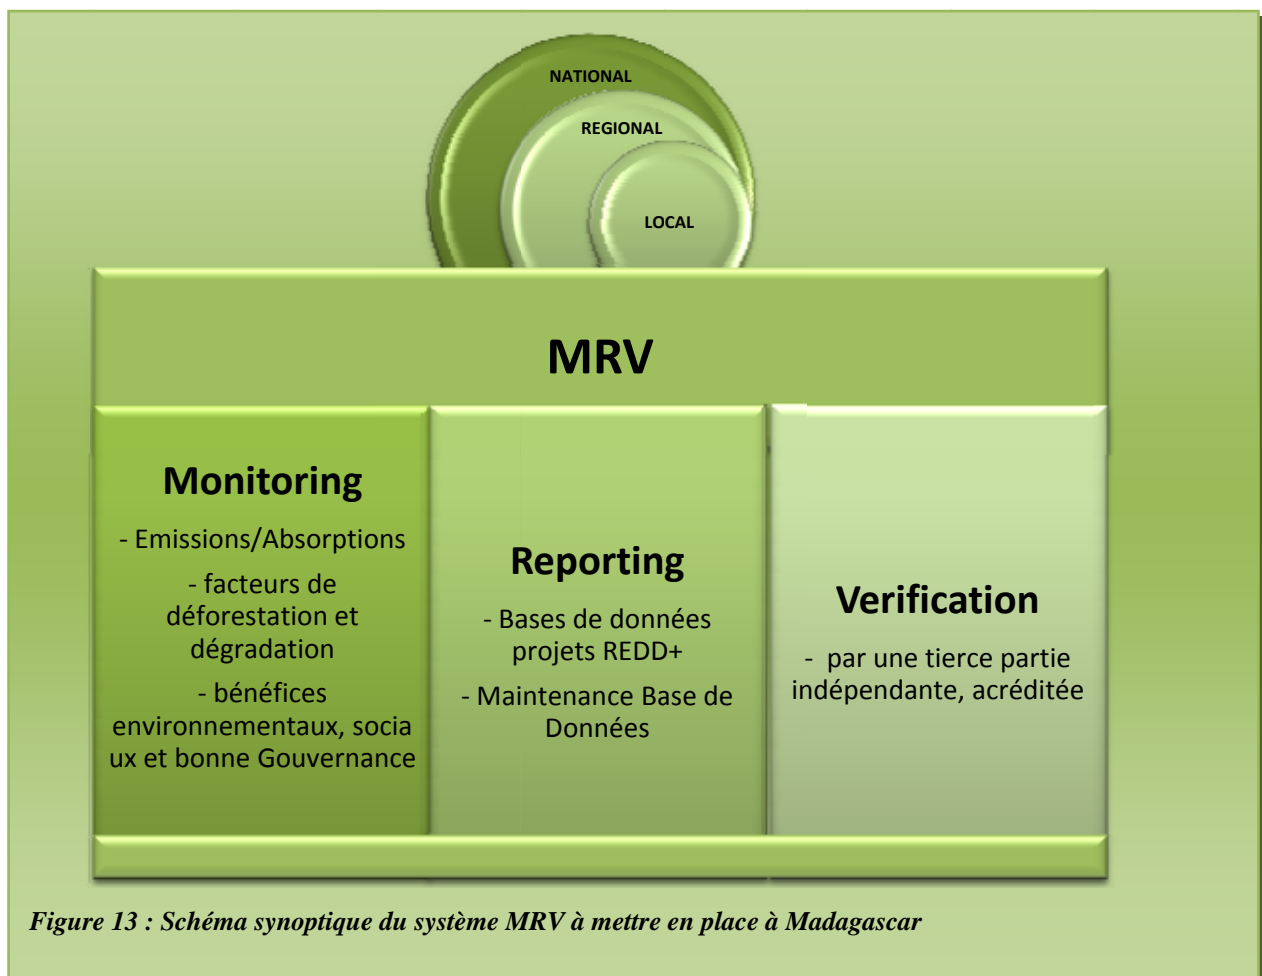 NATIONAL
REGIONAL
LOCAL
MRV
Monitoring
- Emissions/Absorptions
- facteurs de
déforestation et
dégradation
- bénéfices
environnementaux, socia
ux et bonne Gouvernance
Reporting
- Bases de données
projets REDD+
- Maintenance Base de
Données
Verification
- par une tierce partie
indépendante, acréditée
Figure 13 : Schéma synoptique du système MRV à mettre en place à Madagascar